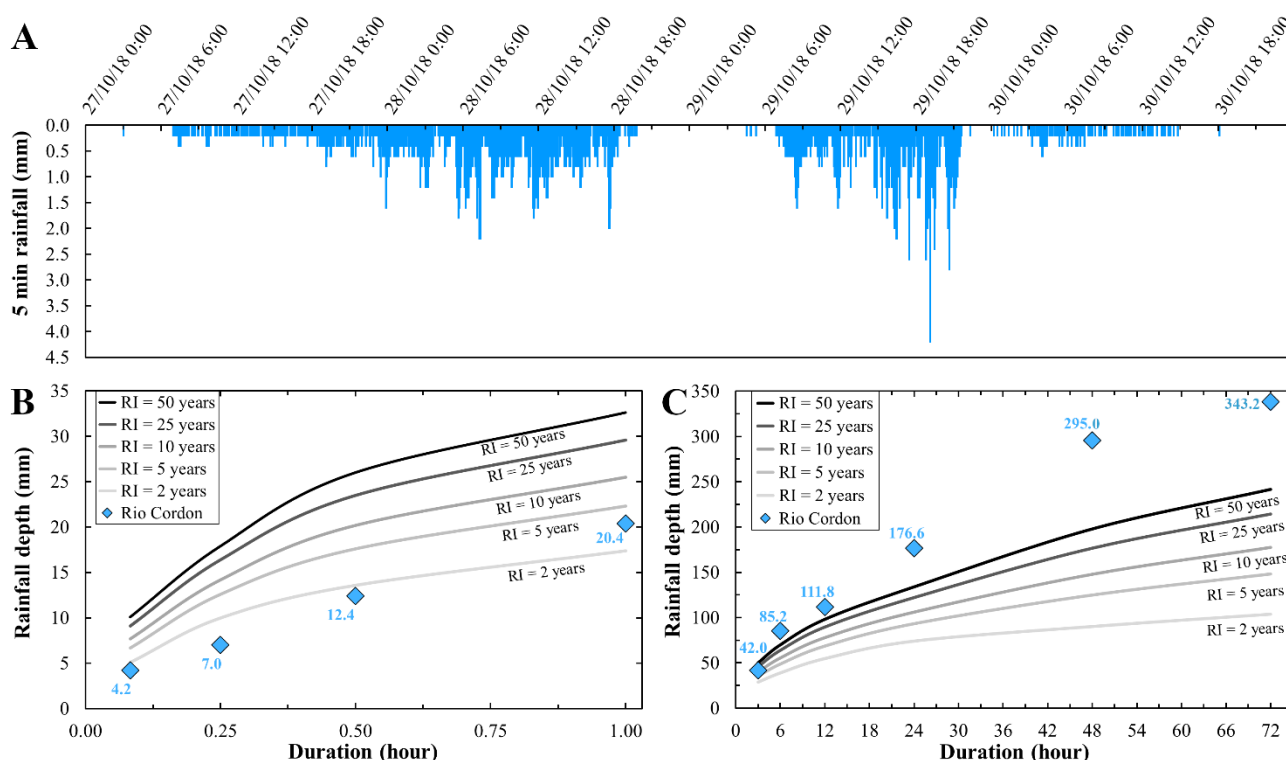 A
27/10/18 0:00
27/10/18 6:00
27/10/18 12:00
27/10/18 18:00
28/10/18 0:00
28/10/18 6:00
28/10/18 12:00
28/10/18 18:00
29/10/18 0:00
29/10/18 6:00
29/10/18 12:00
29/10/18 18:00
30/10/18 0:00
30/10/18 6:00
30/10/18 12:00
30/10/18 18:00
5 min rainfall (mm)
0.0
0.5
1.0
1.5
2.0
2.5
3.0
3.5
4.0
4.5
B
RI = 50 years
RI = 25 years
RI = 10 years
RI = 5 years
RI = 2 years
Rio Cordon
Rainfall depth (mm)
35
30
25
20
15
10
5
0
RI = 50 years
RI = 25 years
RI = 10 years
RI = 5 years
RI = 2 years
4.2
7.0
12.4
20.4
0.00
0.25
0.50
0.75
1.00
Duration (hour)
C
RI = 50 years
RI = 25 years
RI = 10 years
RI = 5 years
RI = 2 years
Rio Cordon
Rainfall depth (mm)
350
300
250
200
150
100
50
0
343.2
295.0
176.6
111.8
85.2
42.0
RI = 50 years
RI = 25 years
RI = 10 years
RI = 5 years
RI = 2 years
0
6
12
18
24
30
36
42
48
54
60
66
72
Duration (hour)